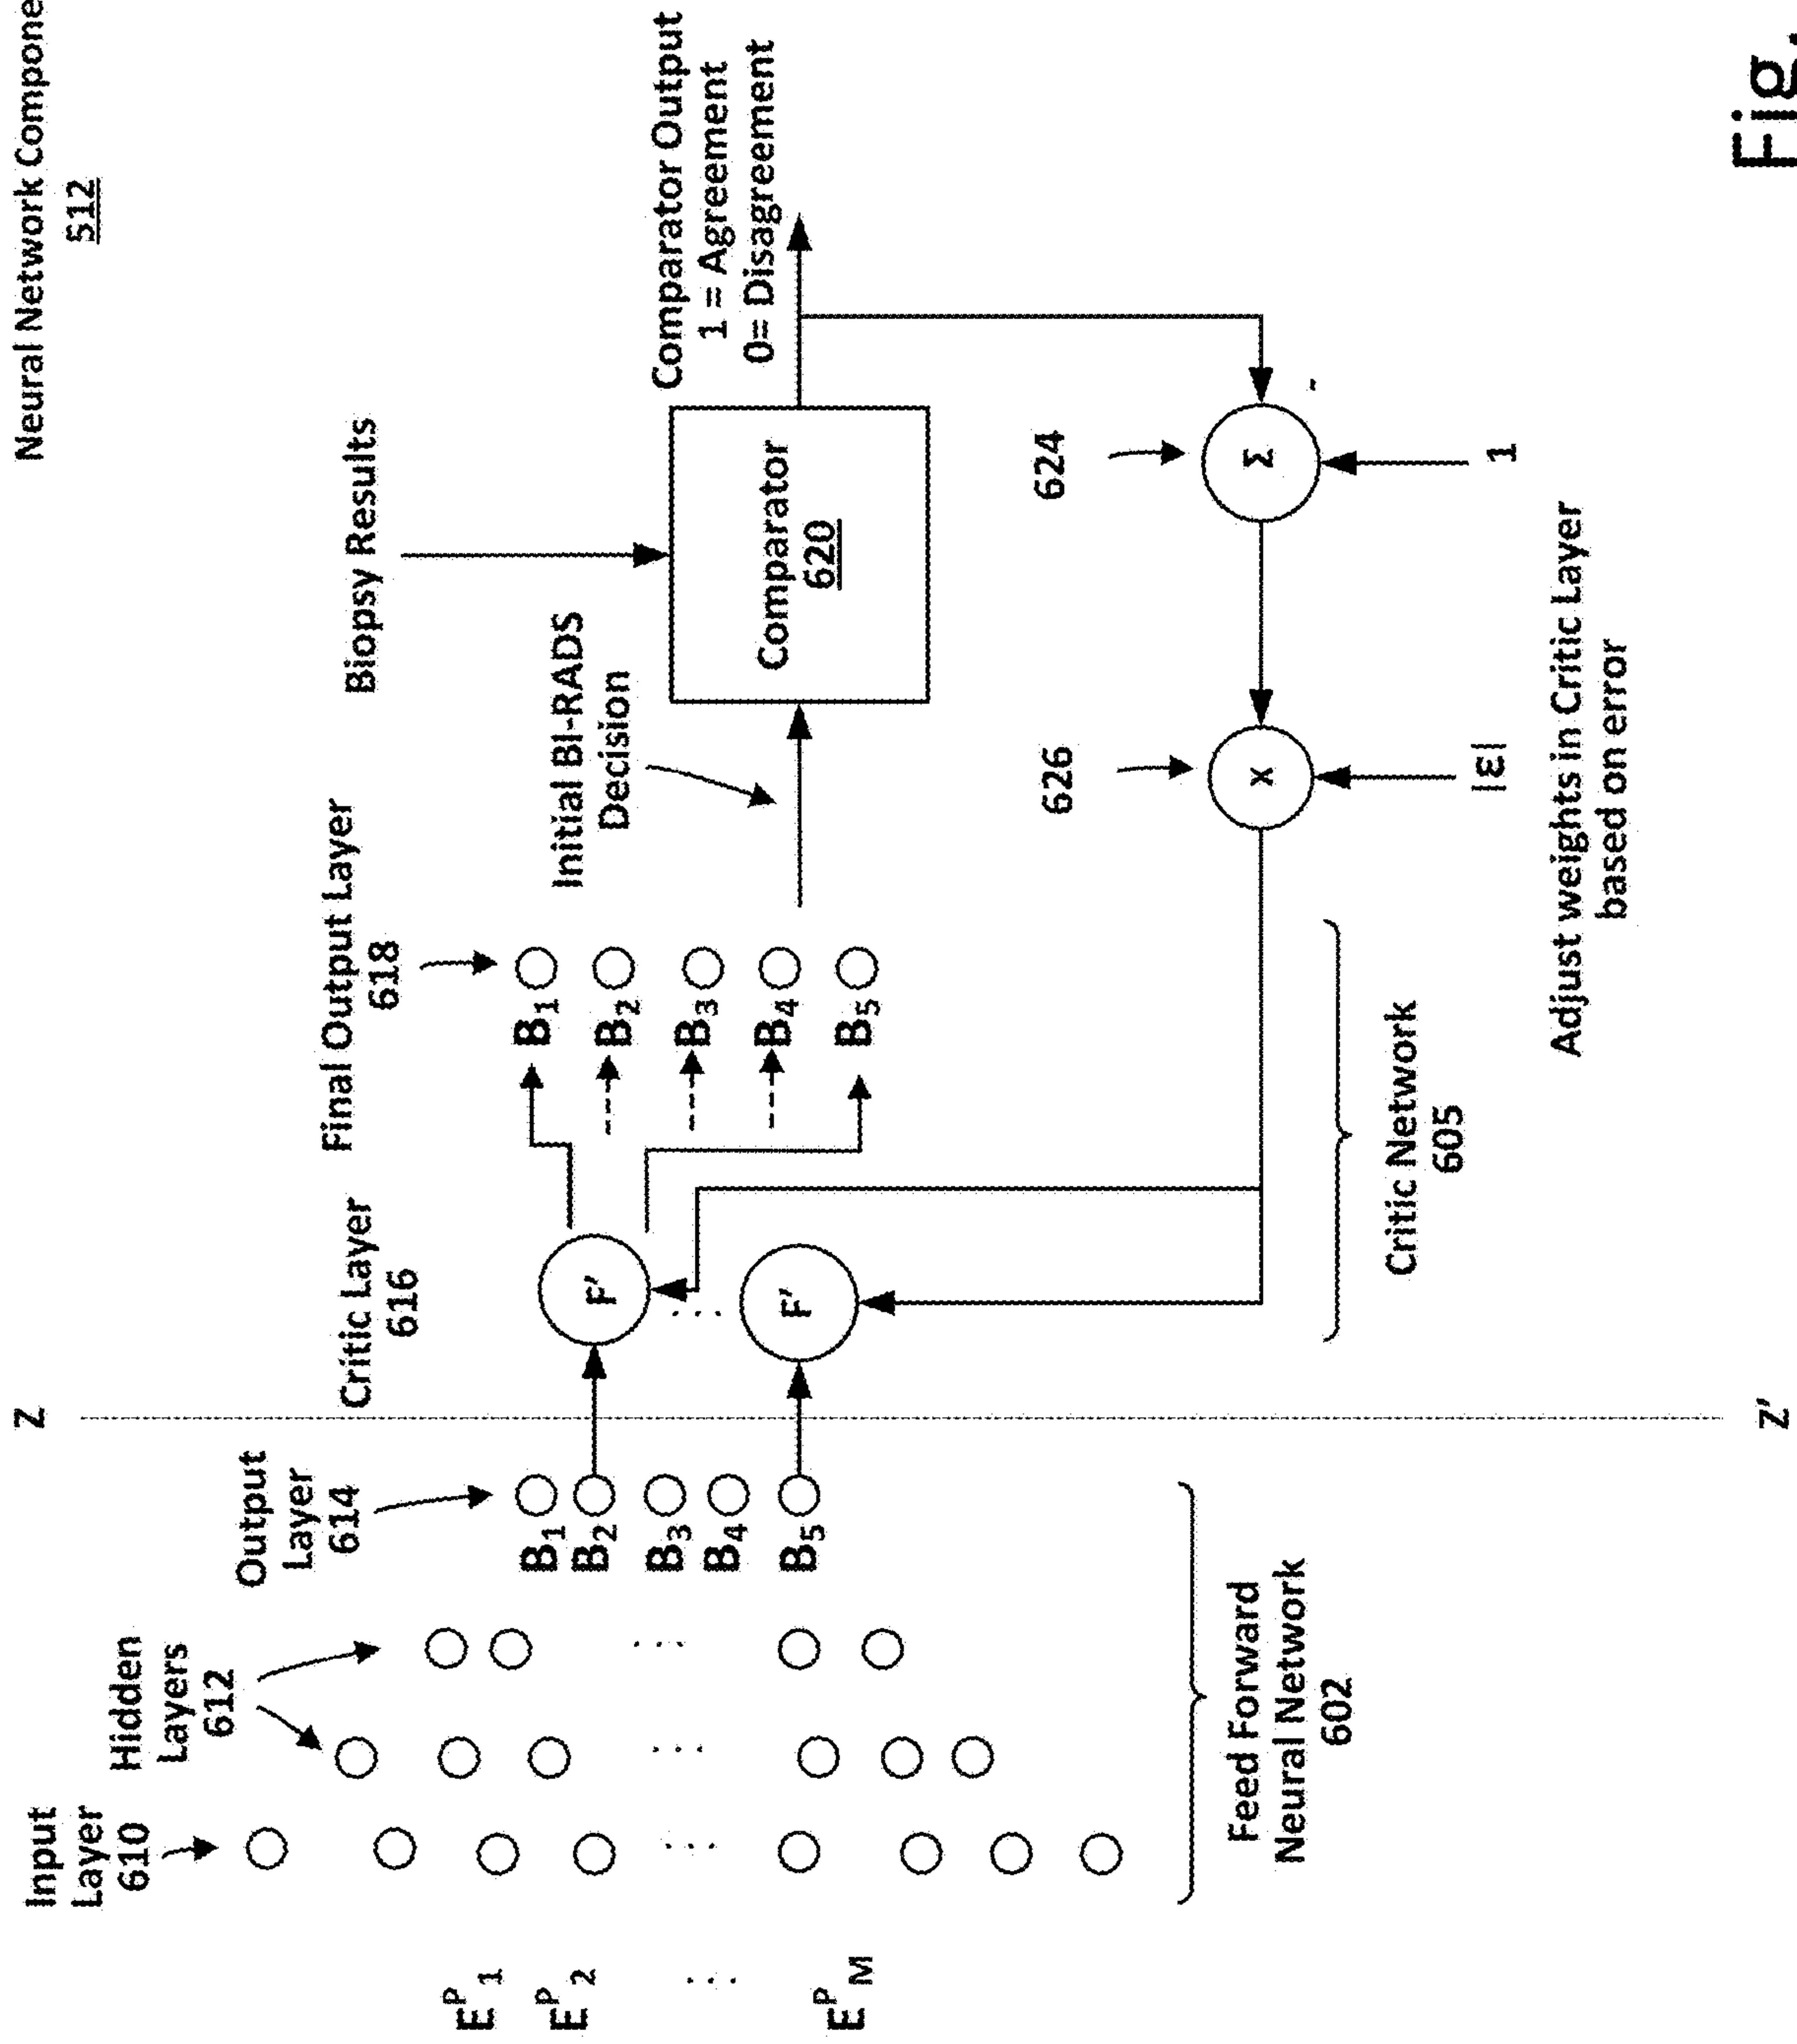 Neural Network Compone
512
Z
Input
Layer
610
Hidden
Layers
612
Output
Layer
614
Critic Layer
616
Final Output Layer
618
Initial BI-RADS
Decision
Biopsy Results
Comparator Output
1 = Agreement
0= Disagreement
Comparator
620
E^P_1
E^P_2
...
E^P_M
...
...
...
B1
B2
B3
B4
B5
F'
...
F'
B1
B2
B3
B4
B5
626
624
X
Σ
-
|ε|
1
Feed Forward
Neural Network
602
Critic Network
605
Adjust weights in Critic Layer
based on error
Z'
Fig.